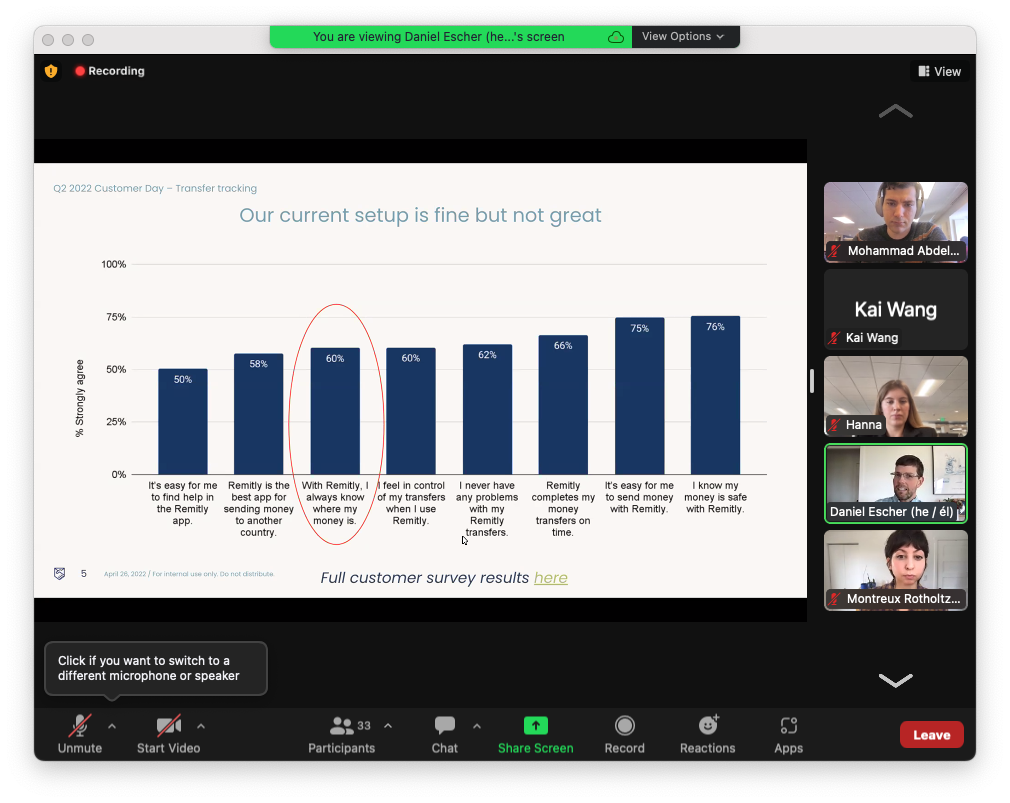 You are viewing Daniel Escher (he...'s screen
View Options
Recording
View
Q2 2022 Customer Day – Transfer tracking
Our current setup is fine but not great
100%
75%
50%
25%
0%
% Strongly agree
50%
58%
60%
60%
62%
66%
75%
76%
It's easy for me
to find help in
the Remitly
app.
Remitly is the
best app for
sending money
to another
country.
With Remitly, I
always know
where my
money is.
I feel in control
of my transfers
when I use
Remitly.
I never have
any problems
with my
Remitly
transfers.
Remitly
completes my
money
transfers on
time.
It's easy for me
to send money
with Remitly.
I know my
money is safe
with Remitly.
5
April 26, 2022 / For internal use only. Do not distribute.
Full customer survey results here
Mohammad Abdel...
Kai Wang
Kai Wang
Hanna
Daniel Escher (he / él)
Montreux Rotholtz...
Click if you want to switch to a
different microphone or speaker
Unmute
Start Video
33
Participants
Chat
Share Screen
Record
Reactions
Apps
Leave